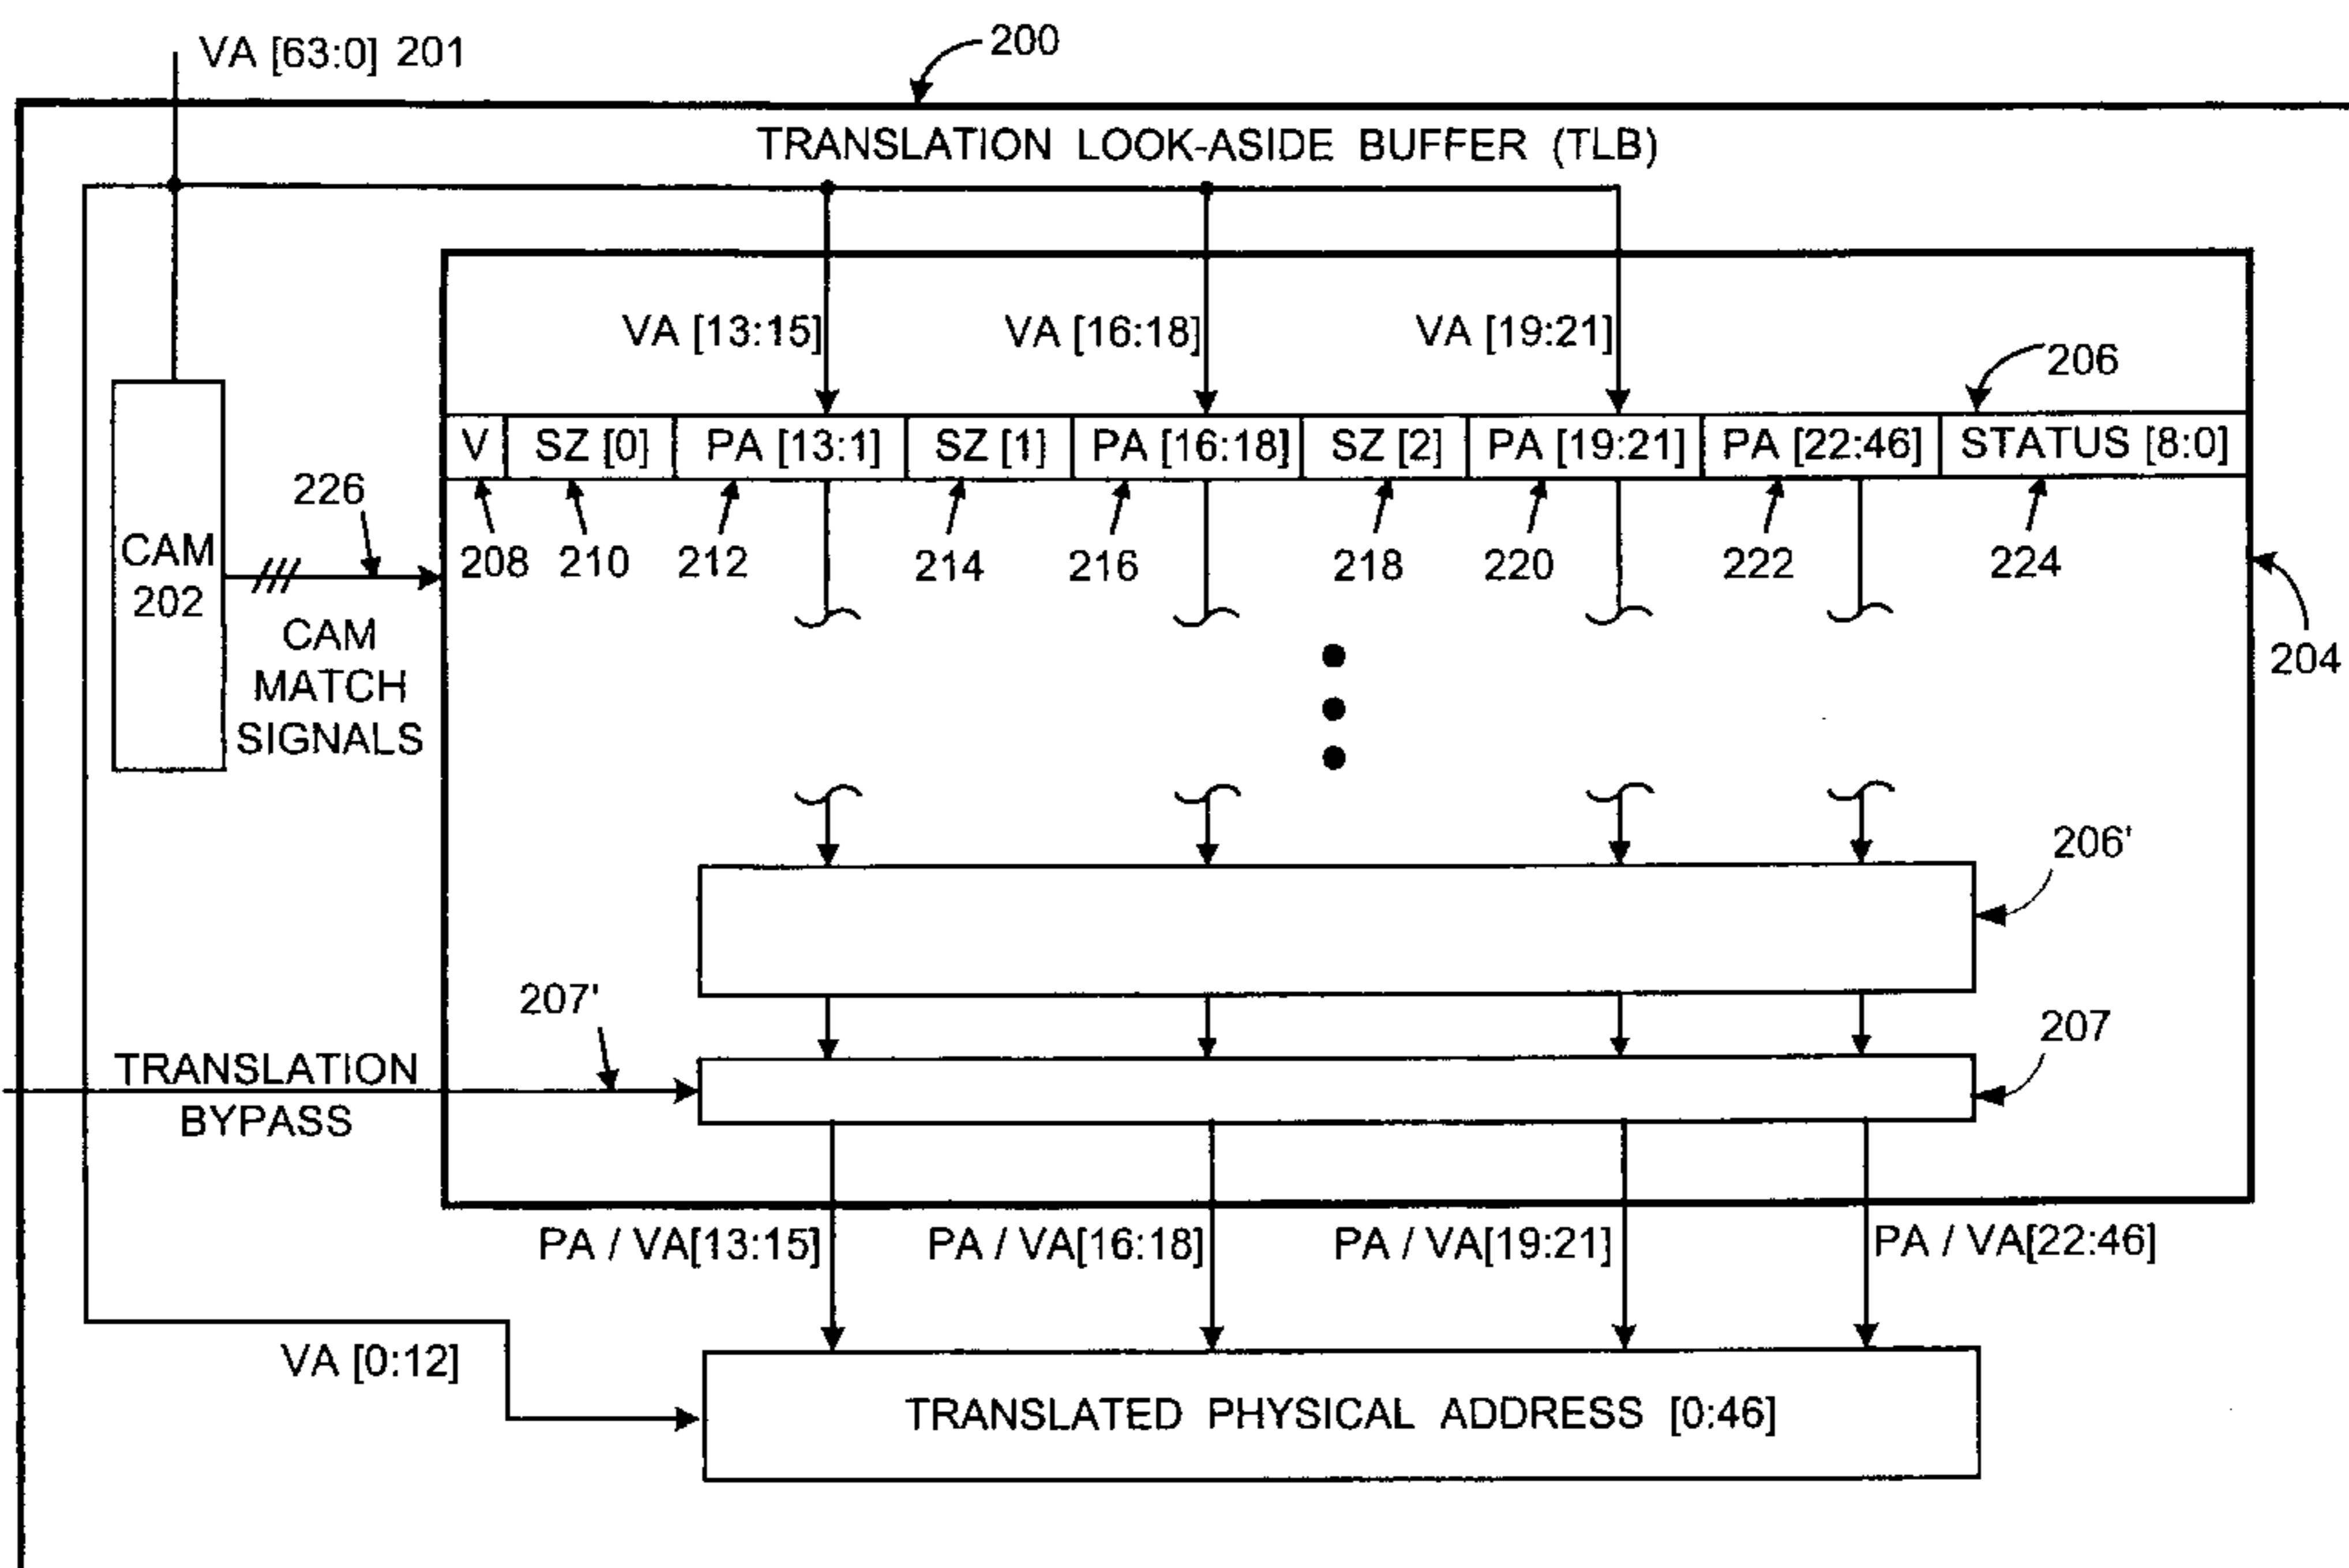 VA [63:0] 201
200
TRANSLATION LOOK-ASIDE BUFFER (TLB)
VA [13:15]
VA [16:18]
VA [19:21]
206
V
SZ [0]
PA [13:1]
SZ [1]
PA [16:18]
SZ [2]
PA [19:21]
PA [22:46]
STATUS [8:0]
226
208
210
212
214
216
218
220
222
224
CAM
202
CAM
MATCH
SIGNALS
204
206'
207'
207
TRANSLATION
BYPASS
PA / VA[13:15]
PA / VA[16:18]
PA / VA[19:21]
PA / VA[22:46]
VA [0:12]
TRANSLATED PHYSICAL ADDRESS [0:46]